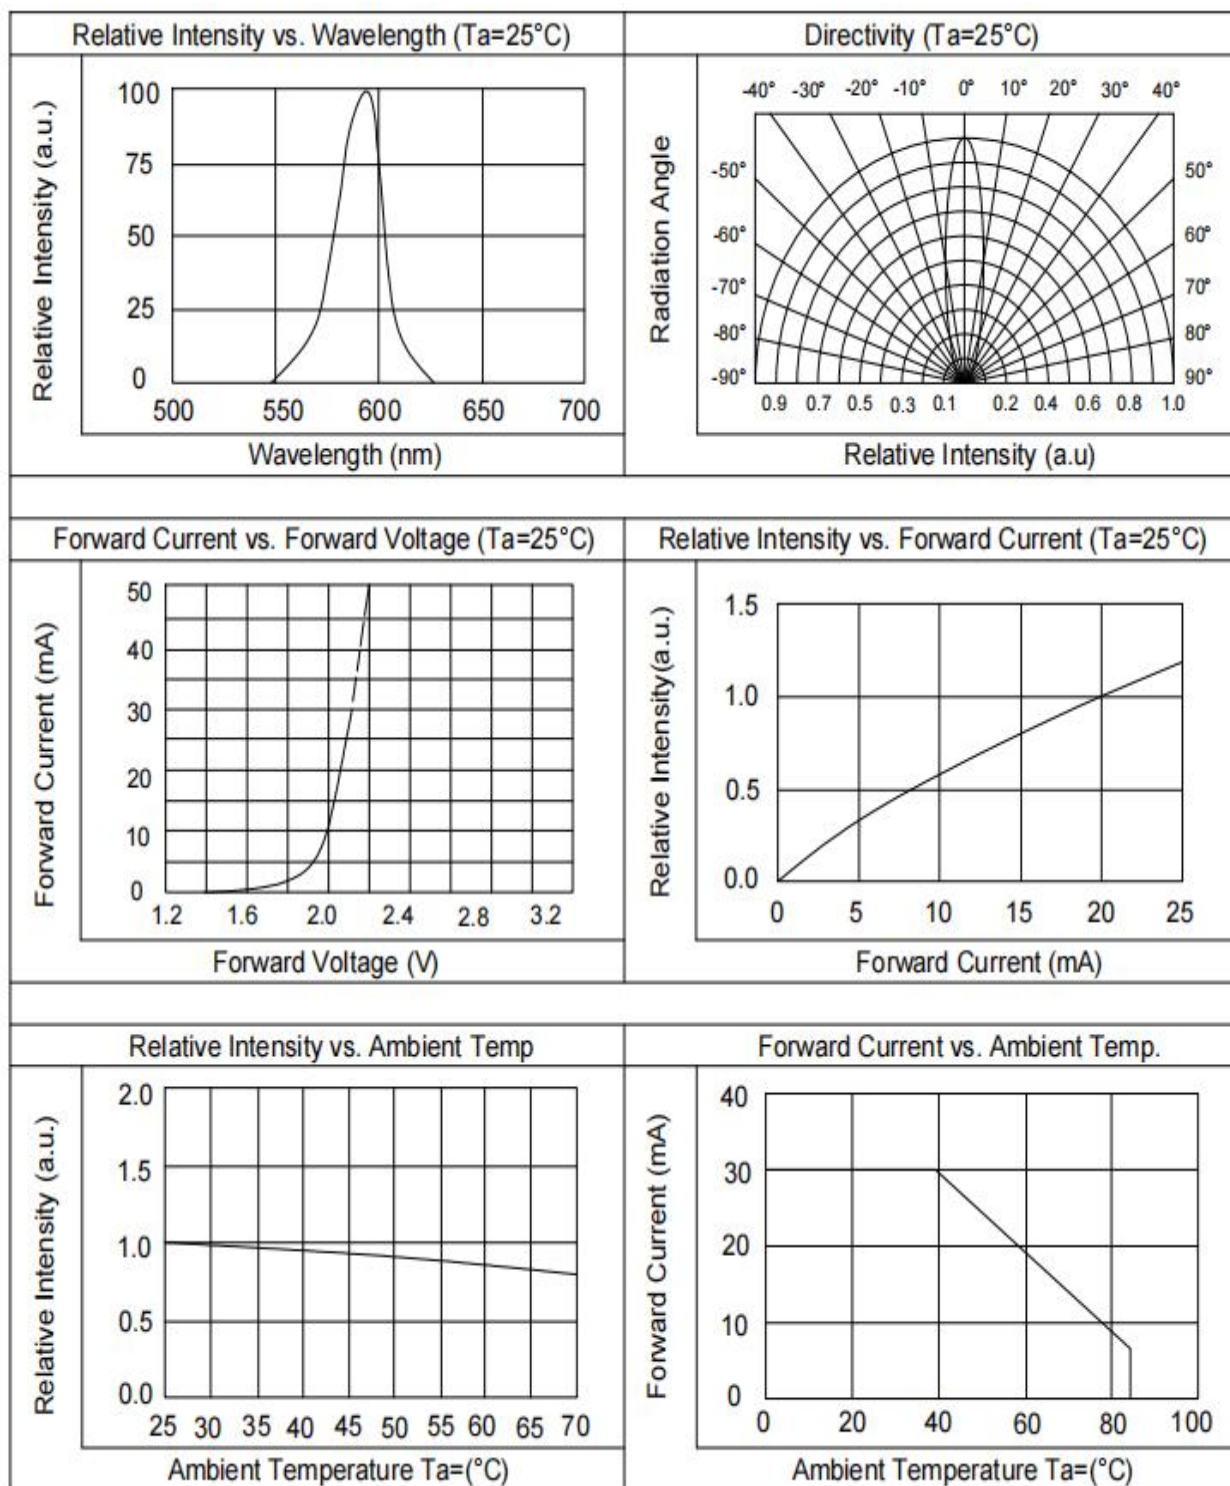 Relative Intensity vs. Wavelength (Ta=25°C)
Relative Intensity (a.u.)
100
75
50
25
0
500 550 600 650 700
Wavelength (nm)
Directivity (Ta=25°C)
Radiation Angle
-40° -30° -20° -10° 0° 10° 20° 30° 40°
-50° 50°
-60° 60°
-70° 70°
-80° 80°
-90° 90°
0.9 0.7 0.5 0.3 0.1 0.2 0.4 0.6 0.8 1.0
Relative Intensity (a.u)
Forward Current vs. Forward Voltage (Ta=25°C)
Forward Current (mA)
50
40
30
20
10
0
1.2 1.6 2.0 2.4 2.8 3.2
Forward Voltage (V)
Relative Intensity vs. Forward Current (Ta=25°C)
Relative Intensity(a.u.)
1.5
1.0
0.5
0.0
0 5 10 15 20 25
Forward Current (mA)
Relative Intensity vs. Ambient Temp
Relative Intensity (a.u.)
2.0
1.5
1.0
0.5
0.0
25 30 35 40 45 50 55 60 65 70
Ambient Temperature Ta=(°C)
Forward Current vs. Ambient Temp.
Forward Current (mA)
40
30
20
10
0
0 20 40 60 80 100
Ambient Temperature Ta=(°C)